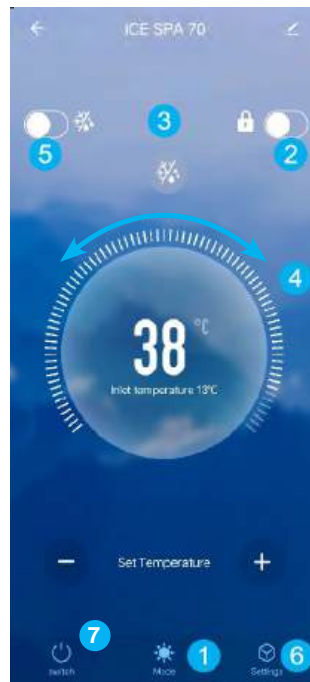 ICE SPA 70
3
5
2
4
38 °C
Inlet temperature 13°C
− Set Temperature +
7
1
6
switch Mode Settings